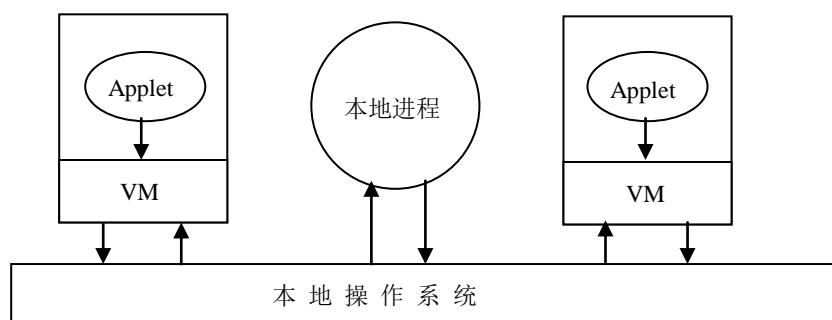 Applet
本地进程
Applet
VM
VM
本 地 操 作 系 统